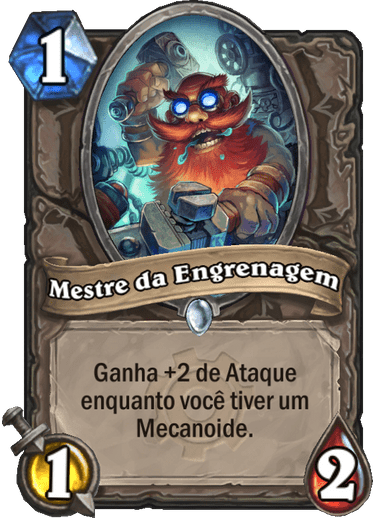 1
Mestre da Engrenagem
Ganha +2 de Ataque
enquanto você tiver um
Mecanoide.
1
2